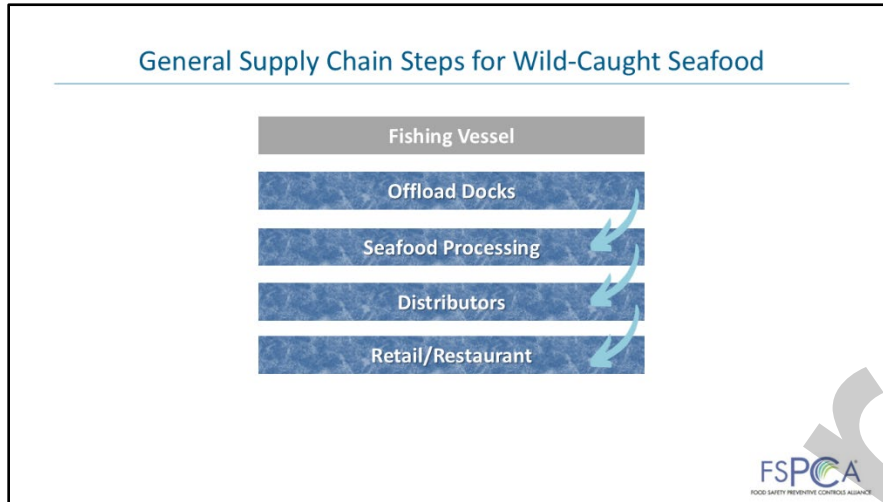 General Supply Chain Steps for Wild-Caught Seafood
Fishing Vessel
Offload Docks
Seafood Processing
Distributors
Retail/Restaurant
FSPCA
FOOD SAFETY PREVENTIVE CONTROLS ALLIANCE